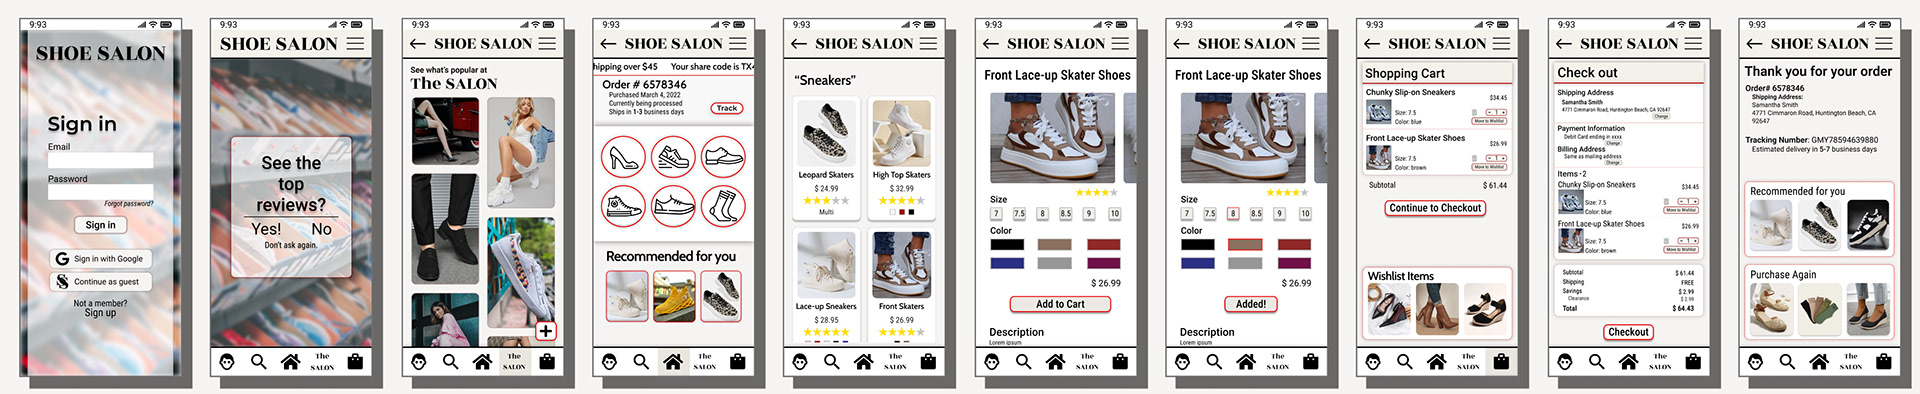 9:93
SHOE SALON
Sign in
Email
Password
Forgot password?
Sign in
Sign in with Google
Continue as guest
Not a member?
Sign up
9:93
SHOE SALON
See the
top
reviews?
Yes! No
Don't ask again.
The
SALON
9:93
SHOE SALON
See what's popular at
The SALON
The
SALON
9:93
SHOE SALON
hipping over $45 Your share code is TX4
Order # 6578346
Purchased March 4, 2022
Currently being processed
Ships in 1-3 business days
Track
Recommended for you
The
SALON
9:93
SHOE SALON
"Sneakers"
Leopard Skaters
$ 24.99
Multi
High Top Skaters
$ 32.99
Lace-up Sneakers
$ 28.95
Front Skaters
$ 26.99
The
SALON
9:93
SHOE SALON
Front Lace-up Skater Shoes
Size
7 7.5 8 8.5 9 10
Color
$ 26.99
Add to Cart
Description
Lorem ipsum
The
SALON
9:93
SHOE SALON
Front Lace-up Skater Shoes
Size
7 7.5 8 8.5 9 10
Color
$ 26.99
Added!
Description
Lorem ipsum
The
SALON
9:93
SHOE SALON
Shopping Cart
Chunky Slip-on Sneakers
$34.45
Size: 7.5
- 1 +
Color: blue
Move to Wishlist
Front Lace-up Skater Shoes
$26.99
Size: 7.5
- 1 +
Color: brown
Move to Wishlist
Subtotal $ 61.44
Continue to Checkout
Wishlist Items
The
SALON
9:93
SHOE SALON
Check out
Shipping Address
Samantha Smith
4771 Cimmaron Road, Huntington Beach, CA 92647
Change
Payment Information
Debit Card ending in xxxx
Change
Billing Address
Same as mailing address
Change
Items - 2
Chunky Slip-on Sneakers
$34.45
Size: 7.5
- 1 +
Color: blue
Move to Wishlist
Front Lace-up Skater Shoes
$26.99
Size: 7.5
- 1 +
Color: brown
Move to Wishlist
Subtotal $ 61.44
Shipping FREE
Savings $ 2.99
Clearance $ 2.99
Total $ 64.43
Checkout
The
SALON
9:93
SHOE SALON
Thank you for your order
Order# 6578346
Shipping Address:
Samantha Smith
4771 Cimmaron Road, Huntington Beach, CA
92647
Tracking Number: GMY78594639880
Estimated delivery in 5-7 business days
Recommended for you
Purchase Again
The
SALON